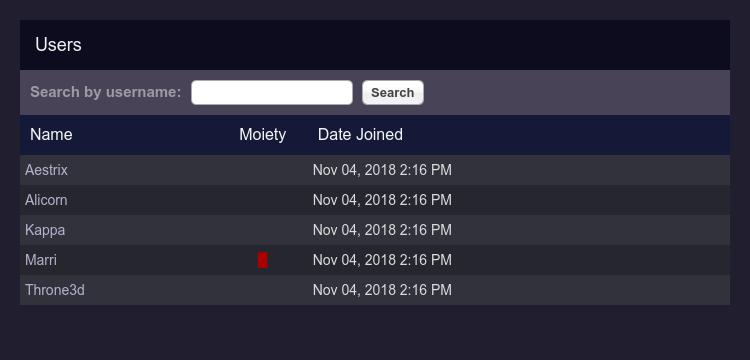 Users
Search by username: Search
Name Moiety Date Joined
Aestrix Nov 04, 2018 2:16 PM
Alicorn Nov 04, 2018 2:16 PM
Kappa Nov 04, 2018 2:16 PM
Marri Nov 04, 2018 2:16 PM
Throne3d Nov 04, 2018 2:16 PM